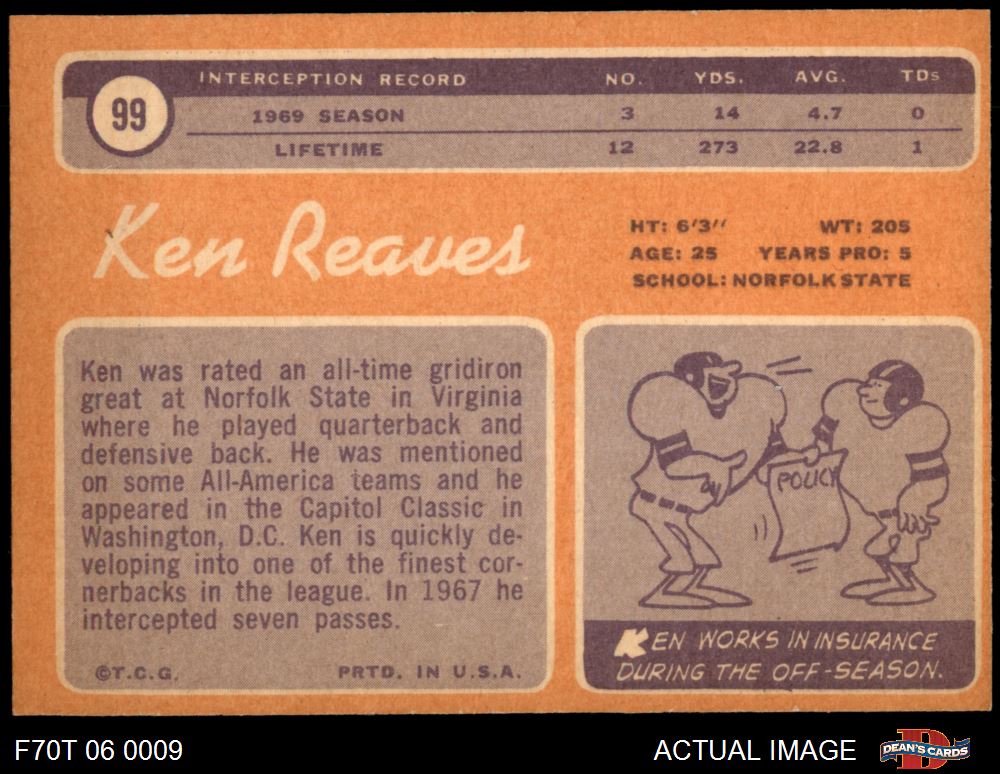 99
INTERCEPTION RECORD NO. YDS. AVG. TDs
1969 SEASON 3 14 4.7 0
LIFETIME 12 273 22.8 1
Ken Reaves
HT: 6'3" WT: 205
AGE: 25 YEARS PRO: 5
SCHOOL: NORFOLK STATE
Ken was rated an all-time gridiron
great at Norfolk State in Virginia
where he played quarterback and
defensive back. He was mentioned
on some All-America teams and he
appeared in the Capitol Classic in
Washington, D.C. Ken is quickly de-
veloping into one of the finest cor-
nerbacks in the league. In 1967 he
intercepted seven passes.
©T.C.G. PRTD. IN U.S.A.
POLICY
KEN WORKS IN INSURANCE
DURING THE OFF-SEASON.
F70T 06 0009 ACTUAL IMAGE
D
DEAN'S CARDS